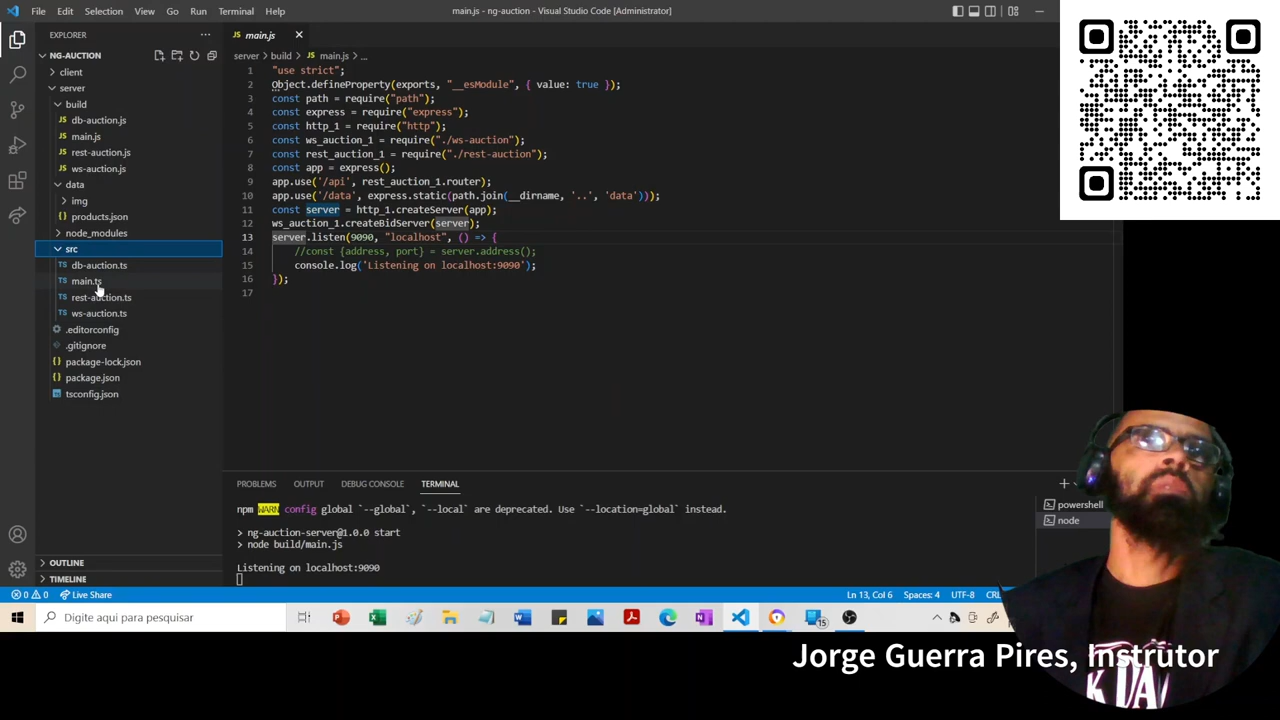 File Edit Selection View Go Run Terminal Help
main.js - ng-auction - Visual Studio Code [Administrator]
EXPLORER
NG-AUCTION
client
server
build
db-auction.js
main.js
rest-auction.js
ws-auction.js
data
img
products.json
node_modules
src
db-auction.ts
main.ts
rest-auction.ts
ws-auction.ts
.editorconfig
.gitignore
package-lock.json
package.json
tsconfig.json
OUTLINE
TIMELINE
main.js
server > build > main.js > ...
1 "use strict";
2 Object.defineProperty(exports, "__esModule", { value: true });
3 const path = require("path");
4 const express = require("express");
5 const http_1 = require("http");
6 const ws_auction_1 = require("./ws-auction");
7 const rest_auction_1 = require("./rest-auction");
8 const app = express();
9 app.use('/api', rest_auction_1.router);
10 app.use('/data', express.static(path.join(__dirname, '..', 'data')));
11 const server = http_1.createServer(app);
12 ws_auction_1.createBidServer(server);
13 server.listen(9090, "localhost", () => {
14 //const {address, port} = server.address();
15 console.log('Listening on localhost:9090');
16 });
17
PROBLEMS OUTPUT DEBUG CONSOLE TERMINAL
npm WARN config global `--global`, `--local` are deprecated. Use `--location=global` instead.
> ng-auction-server@1.0.0 start
> node build/main.js
Listening on localhost:9090
powershell
node
0 0 Live Share
Ln 13, Col 6 Spaces: 4 UTF-8
Digite aqui para pesquisar
15
Jorge Guerra Pires, Instrutor